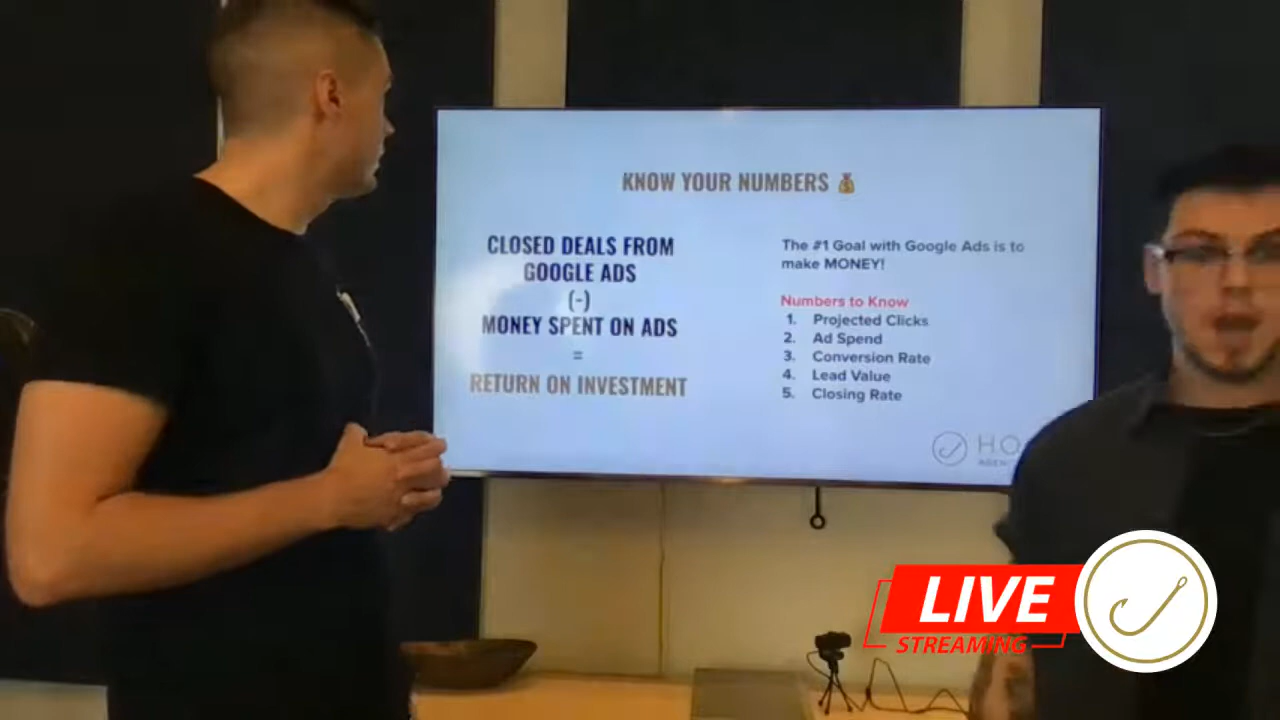 KNOW YOUR NUMBERS 💰
CLOSED DEALS FROM
GOOGLE ADS
(-)
MONEY SPENT ON ADS
=
RETURN ON INVESTMENT
The #1 Goal with Google Ads is to
make MONEY!
Numbers to Know
1. Projected Clicks
2. Ad Spend
3. Conversion Rate
4. Lead Value
5. Closing Rate
LIVE
STREAMING